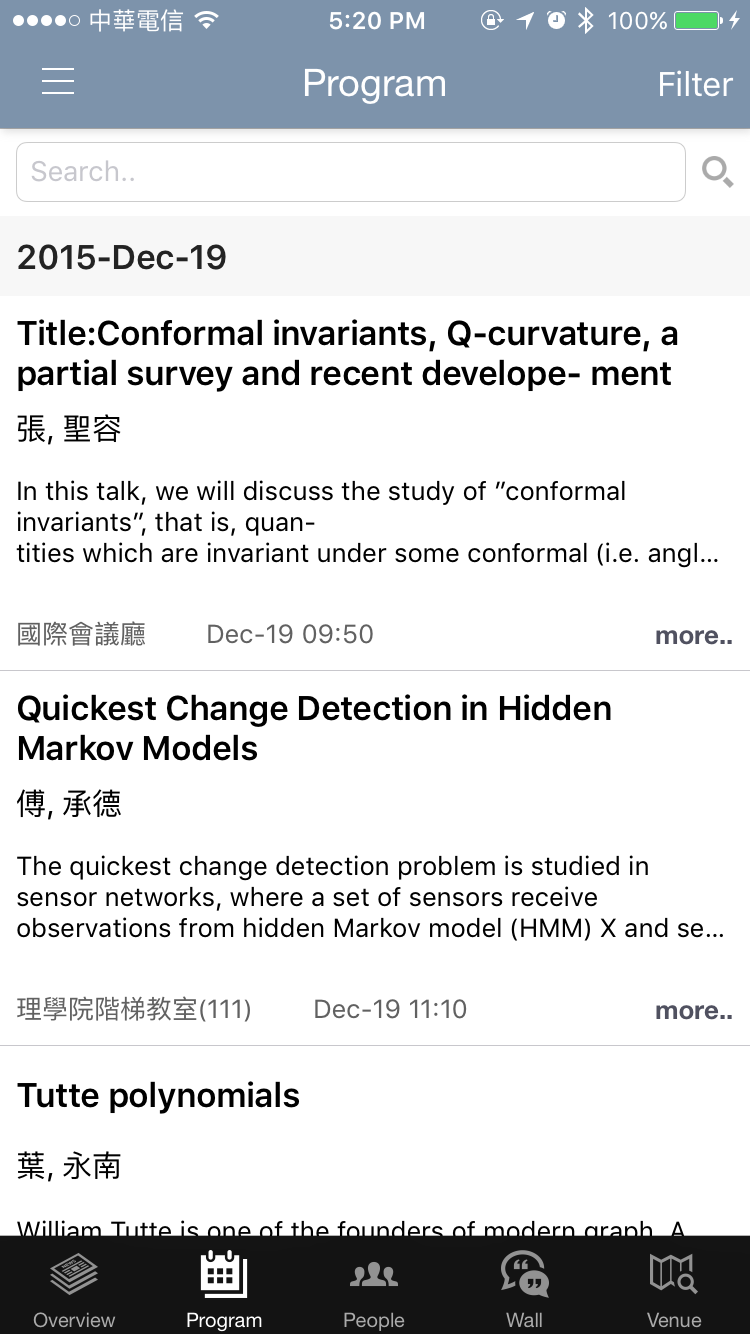 中華電信 5:20 PM 100%
Program Filter
Search..
2015-Dec-19
Title:Conformal invariants, Q-curvature, a
partial survey and recent develope- ment
張, 聖容
In this talk, we will discuss the study of ”conformal
invariants”, that is, quan-
tities which are invariant under some conformal (i.e. angl...
國際會議廳 Dec-19 09:50 more..
Quickest Change Detection in Hidden
Markov Models
傅, 承德
The quickest change detection problem is studied in
sensor networks, where a set of sensors receive
observations from hidden Markov model (HMM) X and se...
理學院階梯教室(111) Dec-19 11:10 more..
Tutte polynomials
葉, 永南
William Tutte is one of the founders of modern graph. A
Overview Program People Wall Venue